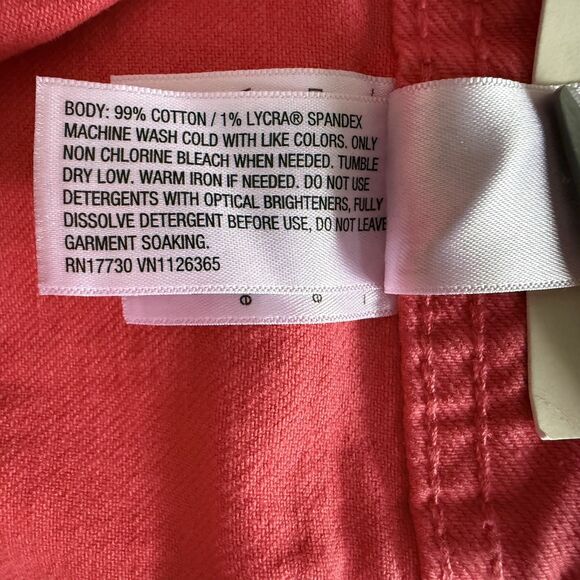 BODY: 99% COTTON / 1% LYCRA® SPANDEX
MACHINE WASH COLD WITH LIKE COLORS. ONLY
NON CHLORINE BLEACH WHEN NEEDED. TUMBLE
DRY LOW. WARM IRON IF NEEDED. DO NOT USE
DETERGENTS WITH OPTICAL BRIGHTENERS, FULLY
DISSOLVE DETERGENT BEFORE USE, DO NOT LEAVE
GARMENT SOAKING.
RN17730 VN1126365